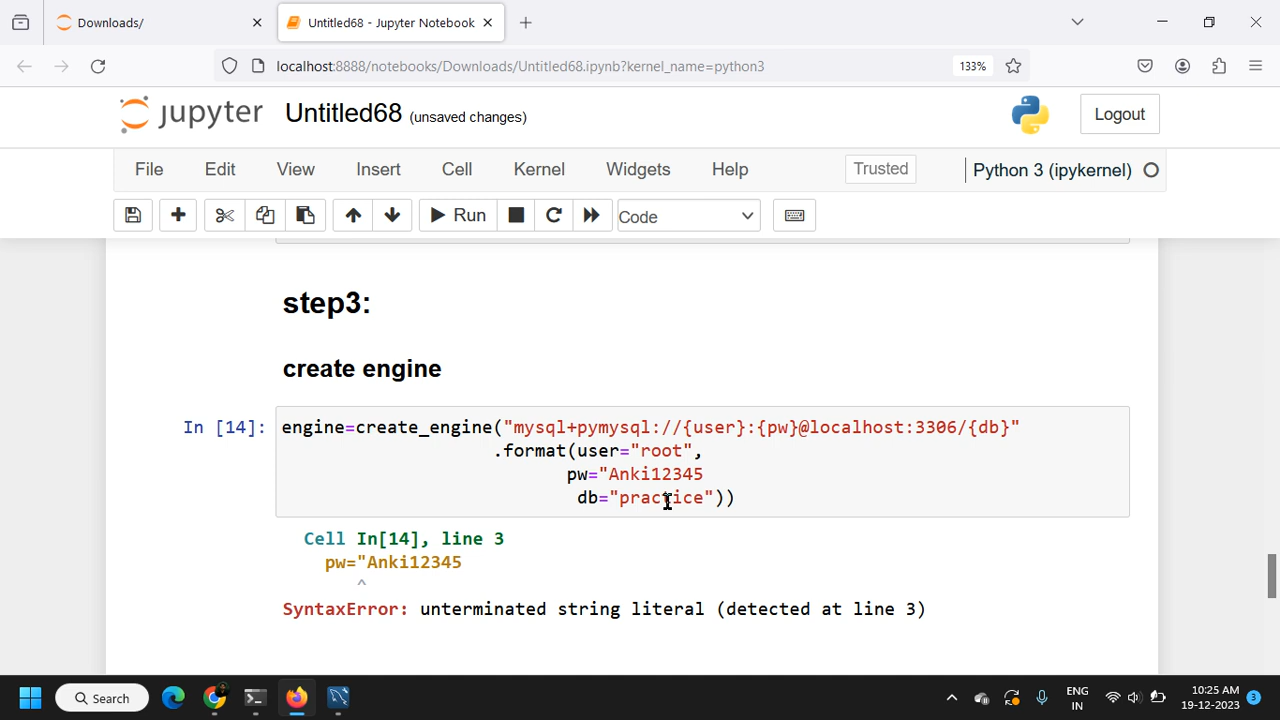 Downloads/
Untitled68 - Jupyter Notebook
localhost:8888/notebooks/Downloads/Untitled68.ipynb?kernel_name=python3
133%
jupyter
Untitled68 (unsaved changes)
Logout
File Edit View Insert Cell Kernel Widgets Help
Trusted
Python 3 (ipykernel)
Run
Code
step3:
create engine
In [14]: engine=create_engine("mysql+pymysql://{user}:{pw}@localhost:3306/{db}"
.format(user="root",
pw="Anki12345
db="practice"))
Cell In[14], line 3
pw="Anki12345
^
SyntaxError: unterminated string literal (detected at line 3)
Search
ENG
IN
10:25 AM
19-12-2023
3